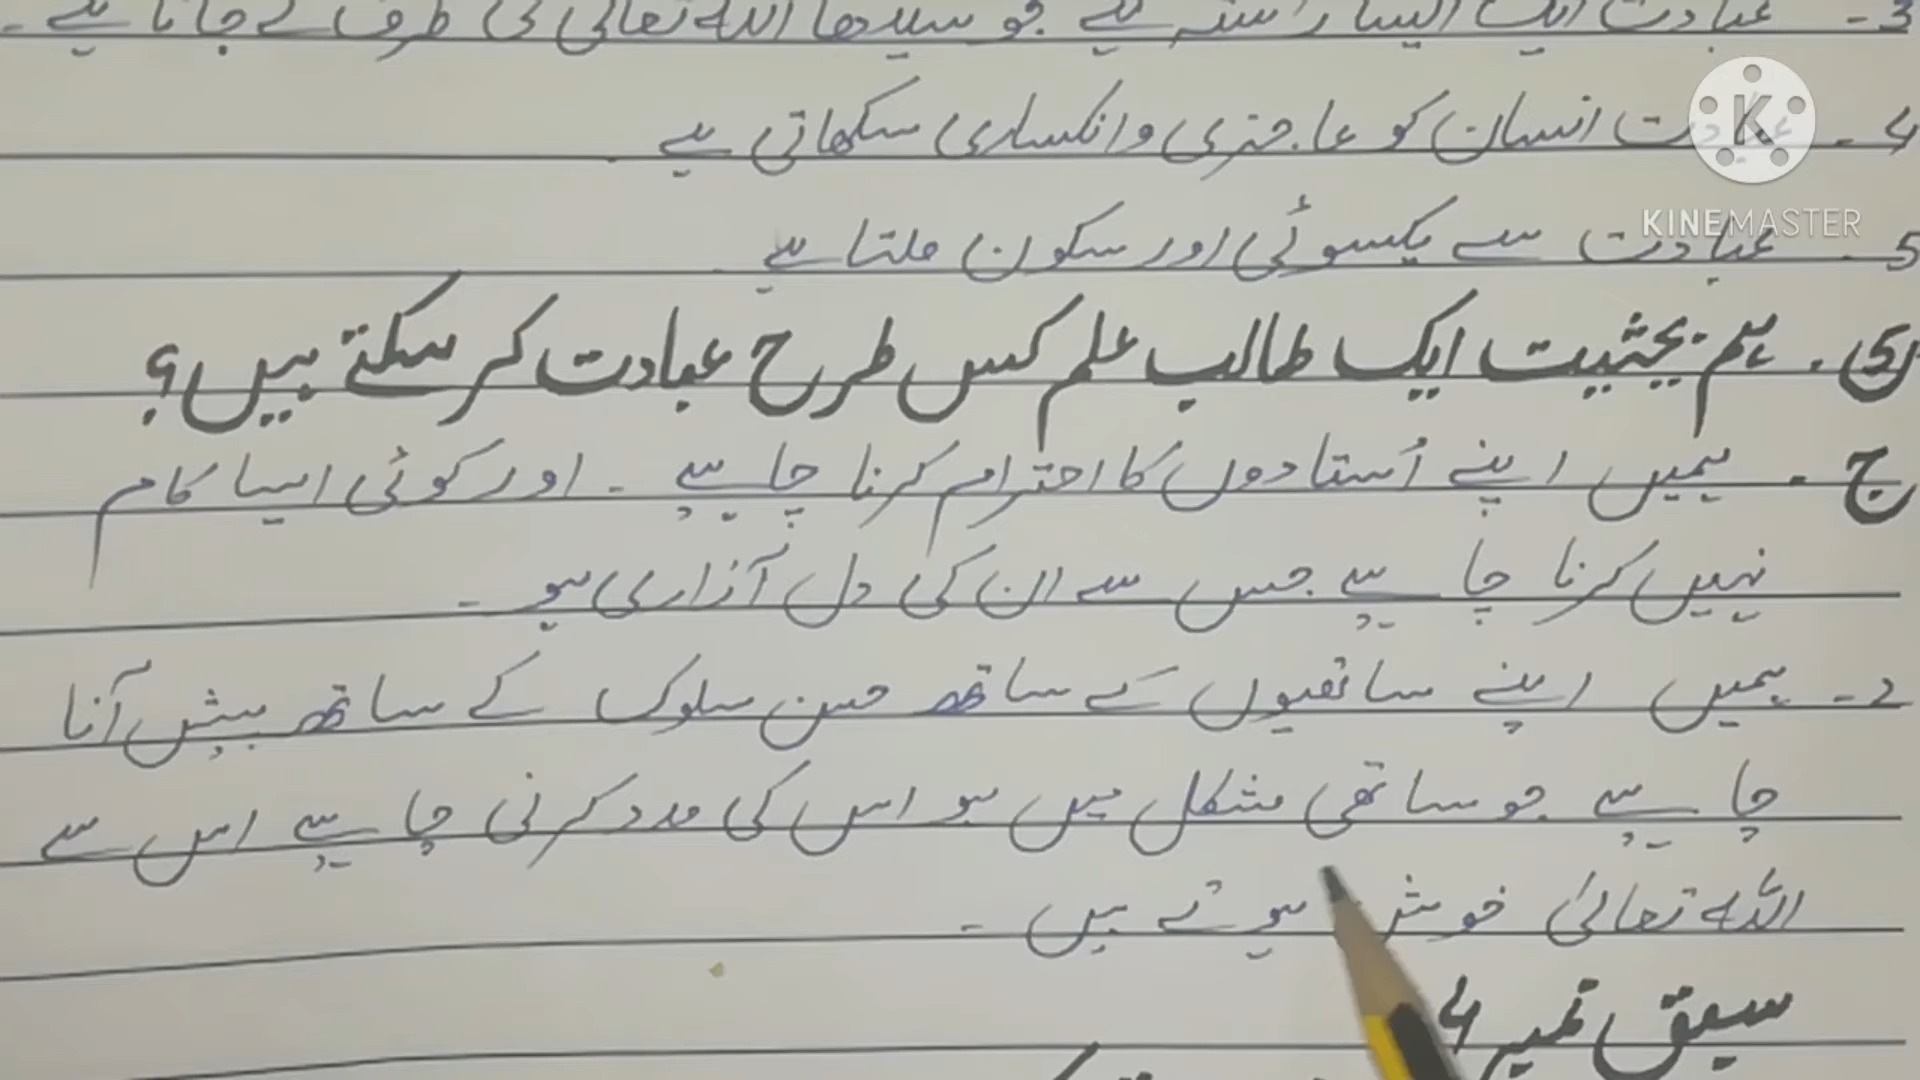 3- عبادت ایک ایسا راستہ ہے جو سیدھا اللہ تعالیٰ کی طرف لے جاتا ہے۔
4- عبادت انسان کو عاجزی و انکساری سکھاتی ہے۔
KINEMASTER
5- عبادت سے یکسوئی اور سکون ملتا ہے۔
(5)۔ ہم بحثیت ایک طالب علم کس طرح عبادت کر سکتے ہیں؟
ج۔ ہمیں اپنے اُستادوں کا احترام کرنا چاہیے۔ اور کوئی ایسا کام
نہیں کرنا چاہیے جس سے ان کی دل آزاری ہو۔
2- ہمیں اپنے ساتھیوں کے ساتھ حسن سلوک کے ساتھ پیش آنا
چاہیے جو ساتھی مشکل میں ہو اس کی مدد کرنی چاہیے اس سے
اللہ تعالیٰ خوش ہوتے ہیں۔
سبق نمبر 4